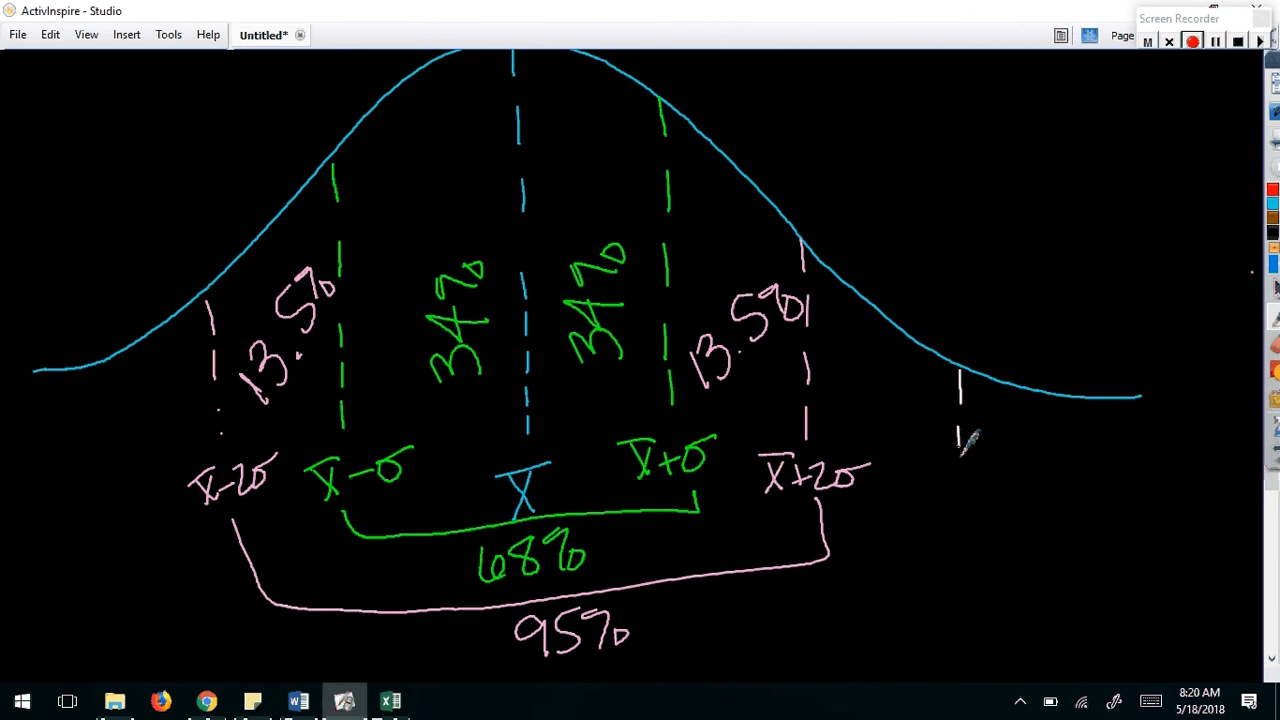 ActivInspire - Studio
Screen Recorder
File Edit View Insert Tools Help Untitled* Page
M
13.5% 34% 34% 13.5%
X̅-2σ X̅-σ X̅ X̅+σ X̅+2σ
68%
95%
8:20 AM
5/18/2018